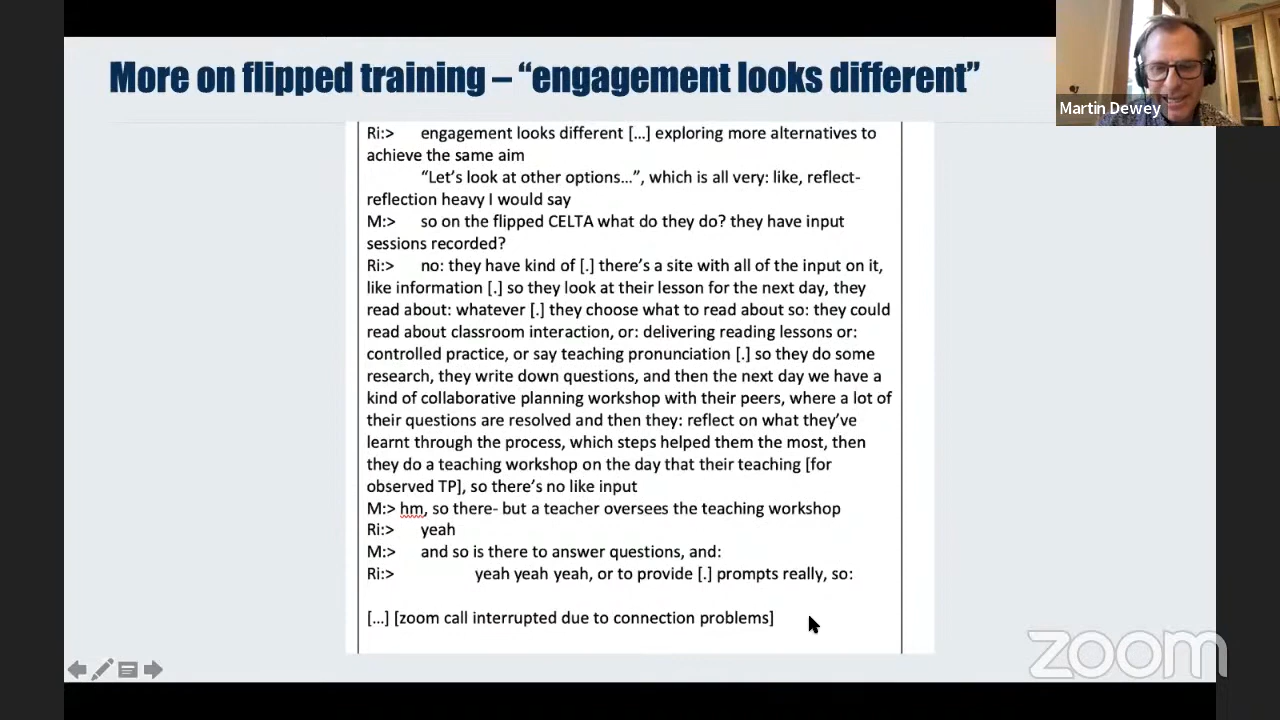 More on flipped training – “engagement looks different”
Martin Dewey
Ri:> engagement looks different […] exploring more alternatives to
achieve the same aim
“Let’s look at other options…”, which is all very: like, reflect-
reflection heavy I would say
M:> so on the flipped CELTA what do they do? they have input
sessions recorded?
Ri:> no: they have kind of [.] there’s a site with all of the input on it,
like information [.] so they look at their lesson for the next day, they
read about: whatever [.] they choose what to read about so: they could
read about classroom interaction, or: delivering reading lessons or:
controlled practice, or say teaching pronunciation [.] so they do some
research, they write down questions, and then the next day we have a
kind of collaborative planning workshop with their peers, where a lot of
their questions are resolved and then they: reflect on what they’ve
learnt through the process, which steps helped them the most, then
they do a teaching workshop on the day that their teaching [for
observed TP], so there’s no like input
M:> hm, so there- but a teacher oversees the teaching workshop
Ri:> yeah
M:> and so is there to answer questions, and:
Ri:> yeah yeah yeah, or to provide [.] prompts really, so:
[…] [zoom call interrupted due to connection problems]
zoom